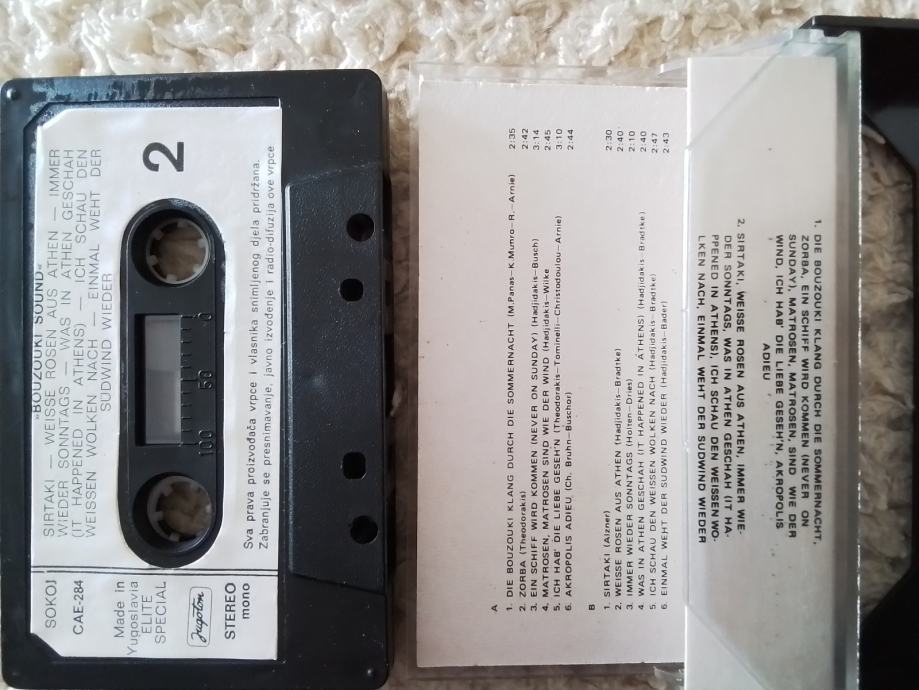 »BOUZOUKI SOUND«
SIRTAKI — WEISSE ROSEN AUS ATHEN — IMMER
WIEDER SONNTAGS — WAS IN ATHEN GESCHAH
(IT HAPPENED IN ATHENS) — ICH SCHAU DEN
WEISSEN WOLKEN NACH — EINMAL WEHT DER
SÜDWIND WIEDER
2
SOKOJ
CAE-284
Made in
Yugoslavia
ELITE
SPECIAL
Jugoton
STEREO
mono
100 50 0
Sva prava proizvođača vrpce i vlasnika snimljenog djela pridržana.
Zabranjuje se presnimavanje, javno izvođenje i radio-difuzija ove vrpce
A
1. DIE BOUZOUKI KLANG DURCH DIE SOMMERNACHT (M.Panas—K.Munro—R.—Arnie) 2:35
2. ZORBA (Theodorakis) 2:42
3. EIN SCHIFF WIRD KOMMEN (NEVER ON SUNDAY) (Hadjidakis—Busch) 3:14
4. MATROSEN, MATROSEN SIND WIE DER WIND (Hadjidakis—Wilke 2:45
5. ICH HAB' DIE LIEBE GESEH'N (Theodorakis—Tominelli—Christodoulou—Arnie) 3:10
6. AKROPOLIS ADIEU (Ch. Bruhn—Buschor) 2:44
B
1. SIRTAKI (Aizner) 2:30
2. WEISSE ROSEN AUS ATHEN (Hadjidakis—Bradtke) 2:40
3. IMMER WIEDER SONNTAGS (Holten—Dries) 2:10
4. WAS IN ATHEN GESCHAH (IT HAPPENED IN ATHENS) (Hadjidakis—Bradtke) 2:40
5. ICH SCHAU DEN WEISSEN WOLKEN NACH (Hadjidakis—Bradtke) 2:47
6. EINMAL WEHT DER SUDWIND WIEDER (Hadjidakis—Bader) 2:43
1. DIE BOUZOUKI KLANG DURCH DIE SOMMERNACHT,
ZORBA, EIN SCHIFF WIRD KOMMEN (NEVER ON
SUNDAY), MATROSEN, MATROSEN, SIND WIE DER
WIND, ICH HAB' DIE LIEBE GESEH'N, AKROPOLIS
ADIEU
2. SIRTAKI, WEISSE ROSEN AUS ATHEN, IMMER WIE-
DER SONNTAGS, WAS IN ATHEN GESCHAH (IT HA-
PPENED IN ATHENS), ICH SCHAU DEN WEISSEN WO-
LKEN NACH, EINMAL WEHT DER SUDWIND WIEDER